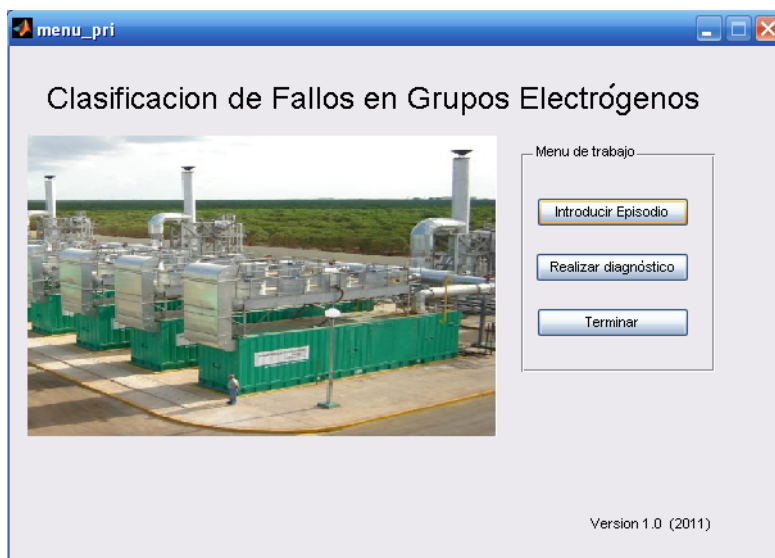 menu_pri
Clasificacion de Fallos en Grupos Electrógenos
Menu de trabajo
Introducir Episodio
Realizar diagnóstico
Terminar
Version 1.0 (2011)